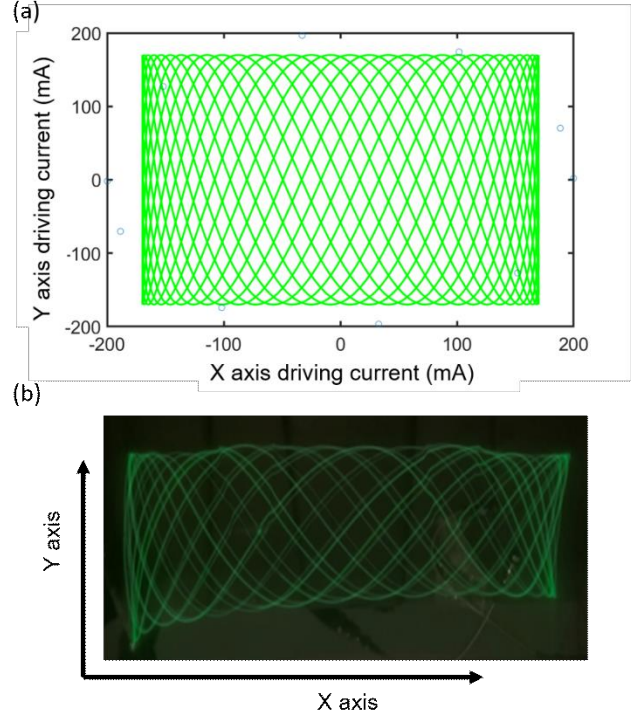 (a)
200
100
0
-100
-200
Y axis driving current (mA)
-200 -100 0 100 200
X axis driving current (mA)
(b)
Y axis
X axis